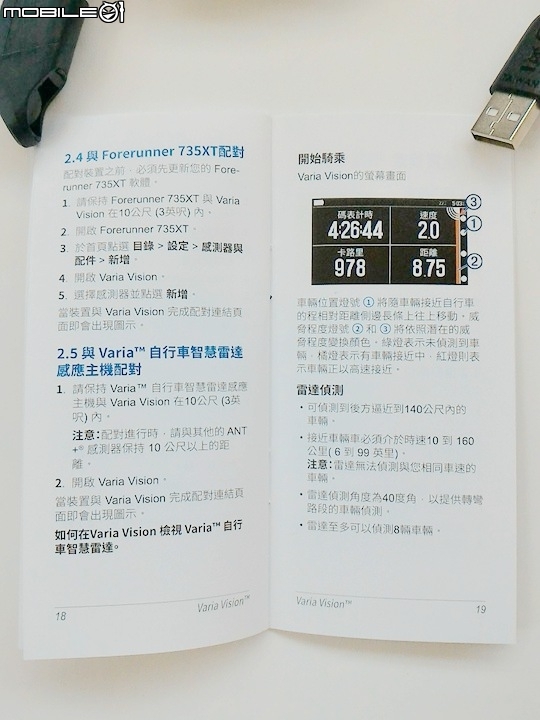 MOBILE01
2.4 與 Forerunner 735XT配對
配對裝置之前，必須先更新您的 Fore-
runner 735XT 軟體。
1. 請保持 Forerunner 735XT 與 Varia
Vision 在10公尺 (3英呎) 內。
2. 開啟 Forerunner 735XT。
3. 於首頁點選 目錄 > 設定 > 感測器與
配件 > 新增。
4. 開啟 Varia Vision。
5. 選擇感測器並點選 新增。
當裝置與 Varia Vision 完成配對連結頁
面即會出現圖示。
2.5 與 Varia™ 自行車智慧雷達
感應主機配對
1. 請保持 Varia™ 自行車智慧雷達感應
主機與 Varia Vision 在10公尺 (3英
呎) 內。
注意：配對進行時，請與其他的 ANT
+® 感測器保持 10 公尺以上的距
離。
2. 開啟 Varia Vision。
當裝置與 Varia Vision 完成配對連結頁
面即會出現圖示。
如何在Varia Vision 檢視 Varia™ 自行
車智慧雷達。
18
Varia Vision™
開始騎乘
Varia Vision的螢幕畫面
碼表計時 速度
4:26:44 2.0
卡路里 距離
978 8.75
③
①
②
車輛位置燈號 ① 將隨車輛接近自行車
的程相對距離側邊長條上往上移動。威
脅程度燈號 ② 和 ③ 將依照潛在的威
脅程度變換顏色。綠燈表示未偵測到車
輛，橘燈表示有車輛接近中，紅燈則表
示車輛正以高速接近。
雷達偵測
• 可偵測到後方逼近到140公尺內的
車輛。
• 接近車輛車必須介於時速10 到 160
公里( 6 到 99 英里)。
注意：雷達無法偵測與您相同車速的
車輛。
• 雷達偵測角度為40度角，以提供轉彎
路段的車輛偵測。
• 雷達至多可以偵測8輛車輛。
Varia Vision™
19
TAIWAN